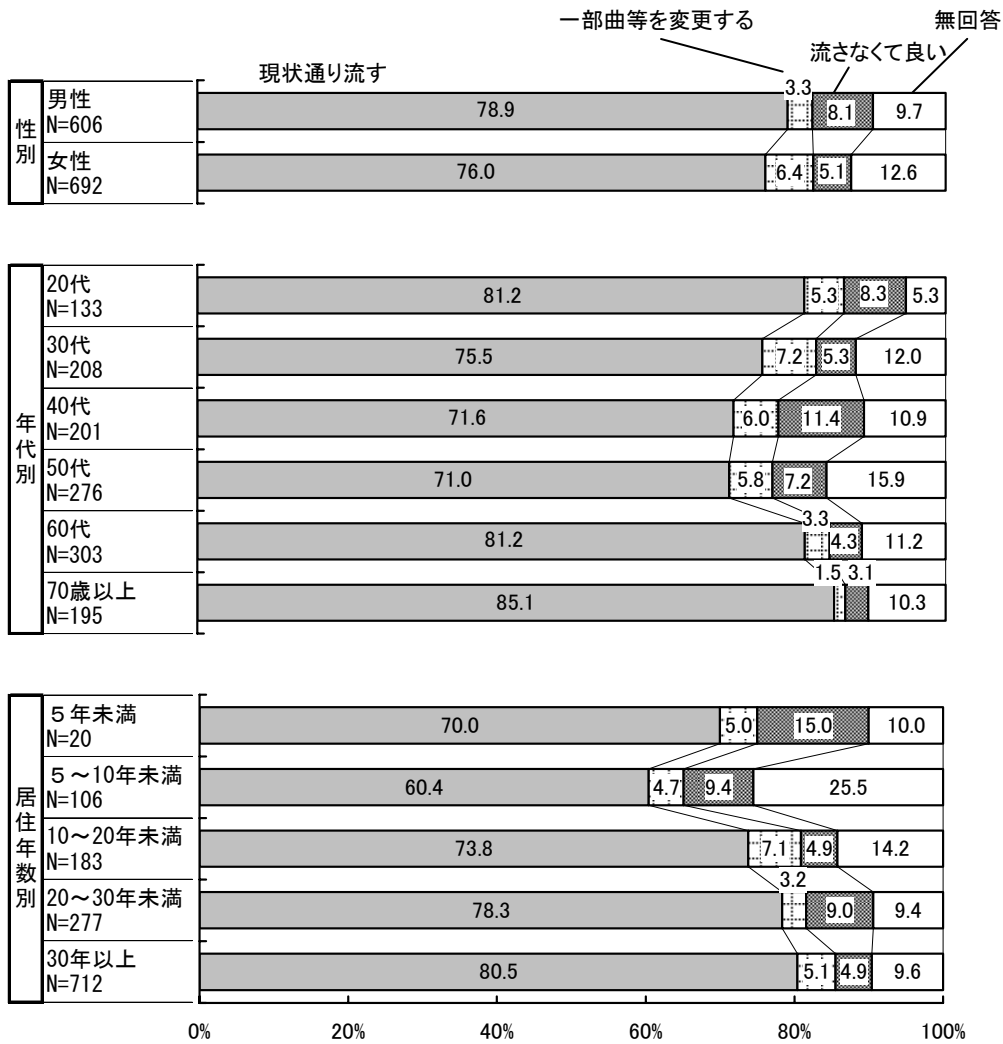 一部曲等を変更する
無回答
流さなくて良い
現状通り流す
性別
男性
N=606
78.9
3.3
8.1
9.7
女性
N=692
76.0
6.4
5.1
12.6
年代別
20代
N=133
81.2
5.3
8.3
5.3
30代
N=208
75.5
7.2
5.3
12.0
40代
N=201
71.6
6.0
11.4
10.9
50代
N=276
71.0
5.8
7.2
15.9
60代
N=303
81.2
3.3
4.3
11.2
70歳以上
N=195
85.1
1.5
3.1
10.3
居住年数別
５年未満
N=20
70.0
5.0
15.0
10.0
５～10年未満
N=106
60.4
4.7
9.4
25.5
10～20年未満
N=183
73.8
7.1
4.9
14.2
20～30年未満
N=277
78.3
3.2
9.0
9.4
30年以上
N=712
80.5
5.1
4.9
9.6
0% 20% 40% 60% 80% 100%